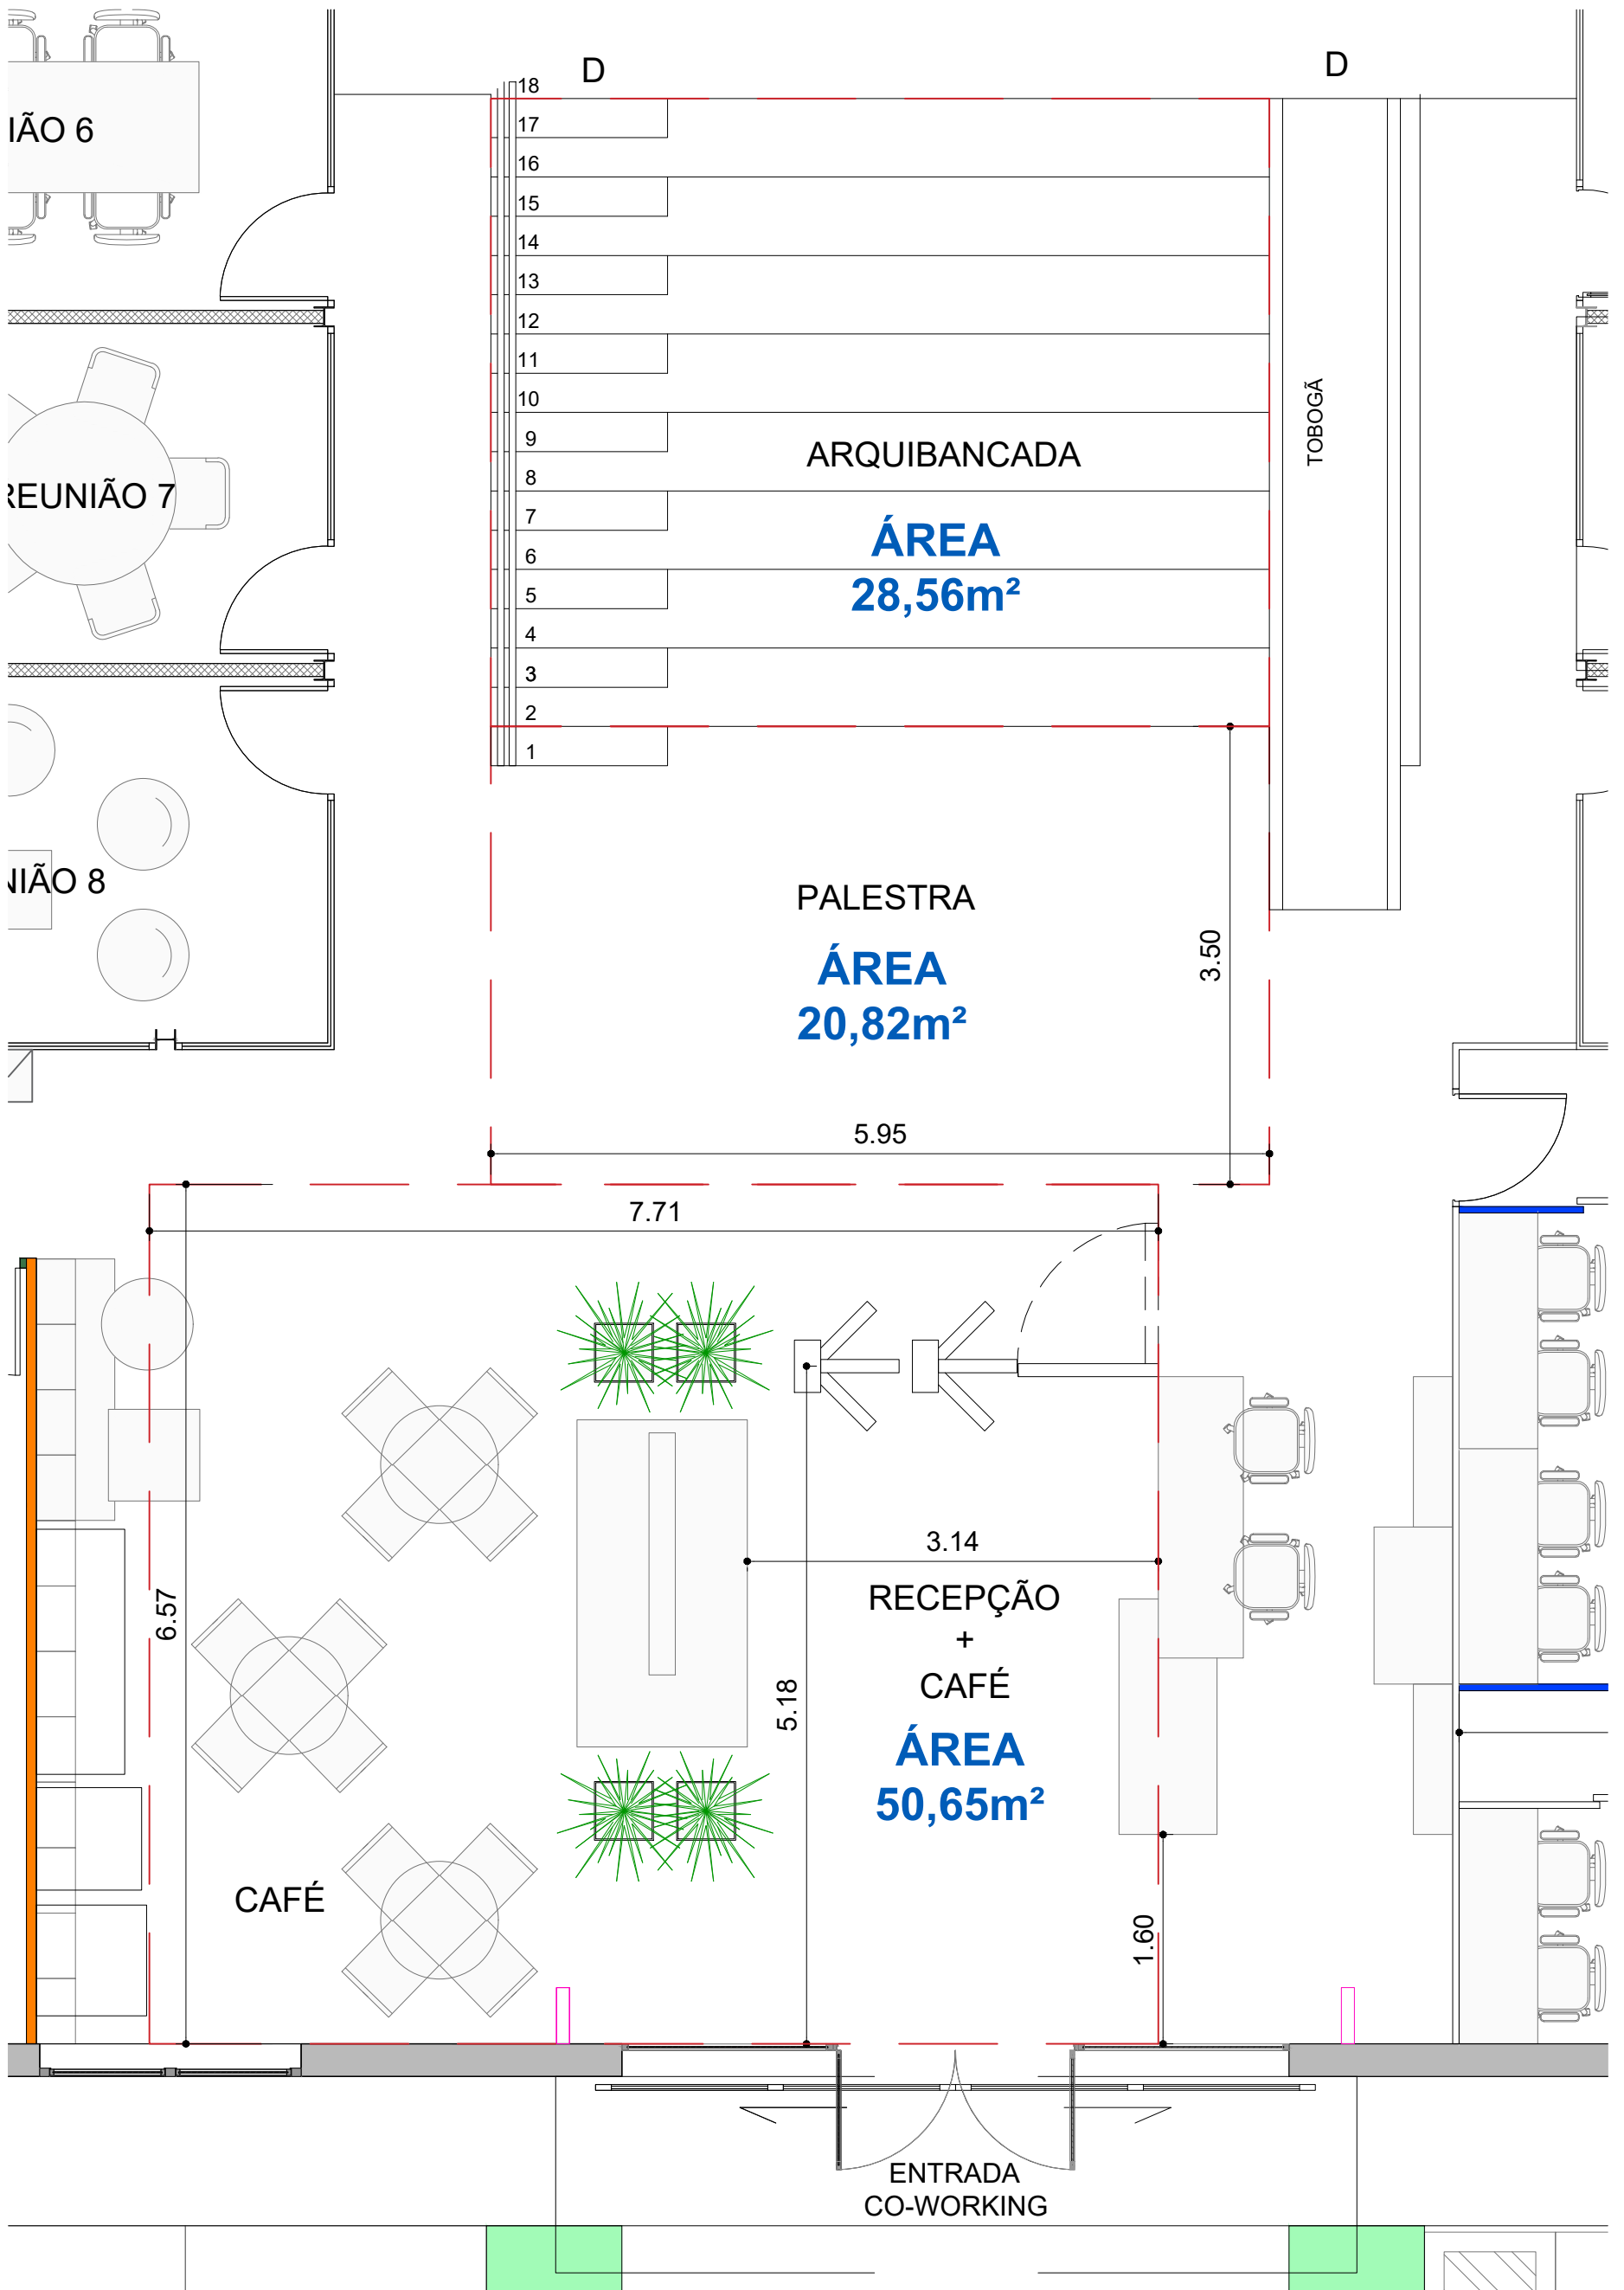 D
D
18
17
IÃO 6
16
15
14
13
12
11
10
TOBOGÃ
9
ARQUIBANCADA
8
REUNIÃO 7
7
ÁREA
6
28,56m²
5
4
3
2
1
NIÃO 8
PALESTRA
3.50
ÁREA
20,82m²
5.95
7.71
3.14
6.57
RECEPÇÃO
+
CAFÉ
5.18
ÁREA
50,65m²
CAFÉ
1.60
ENTRADA
CO-WORKING